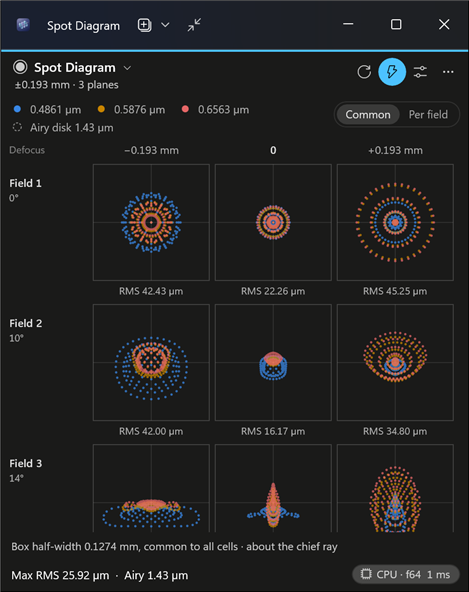 Spot Diagram
Spot Diagram
±0.193 mm · 3 planes
0.4861 µm 0.5876 µm 0.6563 µm
Airy disk 1.43 µm
Common Per field
Defocus −0.193 mm 0 +0.193 mm
Field 1
0°
RMS 42.43 µm RMS 22.26 µm RMS 45.25 µm
Field 2
10°
RMS 42.00 µm RMS 16.17 µm RMS 34.80 µm
Field 3
14°
Box half-width 0.1274 mm, common to all cells · about the chief ray
Max RMS 25.92 µm · Airy 1.43 µm CPU · f64 1 ms